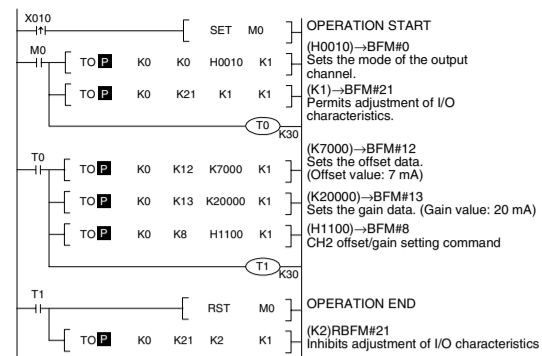 X010
SET M0
OPERATION START
M0
TO P K0 K0 H0010 K1
(H0010)→BFM#0
Sets the mode of the output
channel.
TO P K0 K21 K1 K1
(K1)→BFM#21
Permits adjustment of I/O
characteristics.
T0
K30
T0
TO P K0 K12 K7000 K1
(K7000)→BFM#12
Sets the offset data.
(Offset value: 7 mA)
TO P K0 K13 K20000 K1
(K20000)→BFM#13
Sets the gain data. (Gain value: 20 mA)
TO P K0 K8 H1100 K1
(H1100)→BFM#8
CH2 offset/gain setting command
T1
K30
T1
RST M0
OPERATION END
TO P K0 K21 K2 K1
(K2)RBFM#21
Inhibits adjustment of I/O characteristics